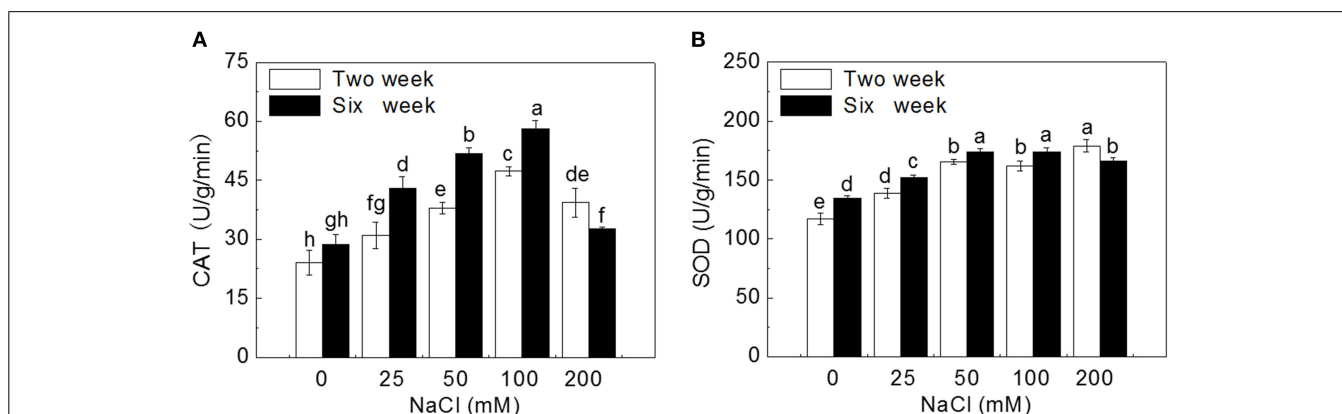 A
75
60
45
30
15
0
CAT (U/g/min)
Two week
Six week
h
gh
fg
d
e
b
c
a
de
f
0 25 50 100 200
NaCl (mM)
B
250
200
150
100
50
0
SOD (U/g/min)
Two week
Six week
e
d
d
c
b
a
b
a
a
b
0 25 50 100 200
NaCl (mM)